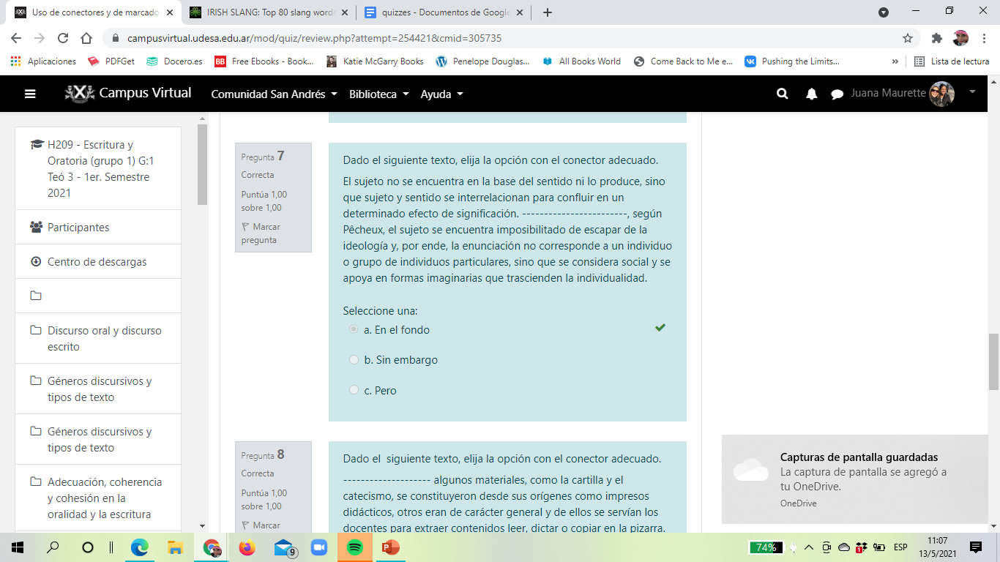 Uso de conectores y de marcado
IRISH SLANG: Top 80 slang words
quizzes - Documentos de Google
campusvirtual.udesa.edu.ar/mod/quiz/review.php?attempt=254421&cmid=305735
Aplicaciones
PDFGet
Docero.es
BB
Free Ebooks - Book...
Katie McGarry Books
Penelope Douglas...
All Books World
Come Back to Me e...
Pushing the Limits...
»
Lista de lectura
Campus Virtual
Comunidad San Andrés
Biblioteca
Ayuda
Juana Maurette
H209 - Escritura y
Oratoria (grupo 1) G:1
Teó 3 - 1er. Semestre
2021
Participantes
Centro de descargas
Discurso oral y discurso
escrito
Géneros discursivos y
tipos de texto
Géneros discursivos y
tipos de texto
Adecuación, coherencia
y cohesión en la
oralidad y la escritura
Pregunta 7
Correcta
Puntúa 1,00
sobre 1,00
Marcar
pregunta
Dado el siguiente texto, elija la opción con el conector adecuado.
El sujeto no se encuentra en la base del sentido ni lo produce, sino
que sujeto y sentido se interrelacionan para confluir en un
determinado efecto de significación. ------------------------, según
Pêcheux, el sujeto se encuentra imposibilitado de escapar de la
ideología y, por ende, la enunciación no corresponde a un individuo
o grupo de individuos particulares, sino que se considera social y se
apoya en formas imaginarias que trascienden la individualidad.
Seleccione una:
a. En el fondo
b. Sin embargo
c. Pero
Pregunta 8
Correcta
Puntúa 1,00
sobre 1,00
Marcar
Dado el siguiente texto, elija la opción con el conector adecuado.
-------------------- algunos materiales, como la cartilla y el
catecismo, se constituyeron desde sus orígenes como impresos
didácticos, otros eran de carácter general y de ellos se servían los
docentes para extraer contenidos leer, dictar o copiar en la pizarra.
Capturas de pantalla guardadas
La captura de pantalla se agregó a
tu OneDrive.
OneDrive
9
74%
1
ESP
11:07
13/5/2021